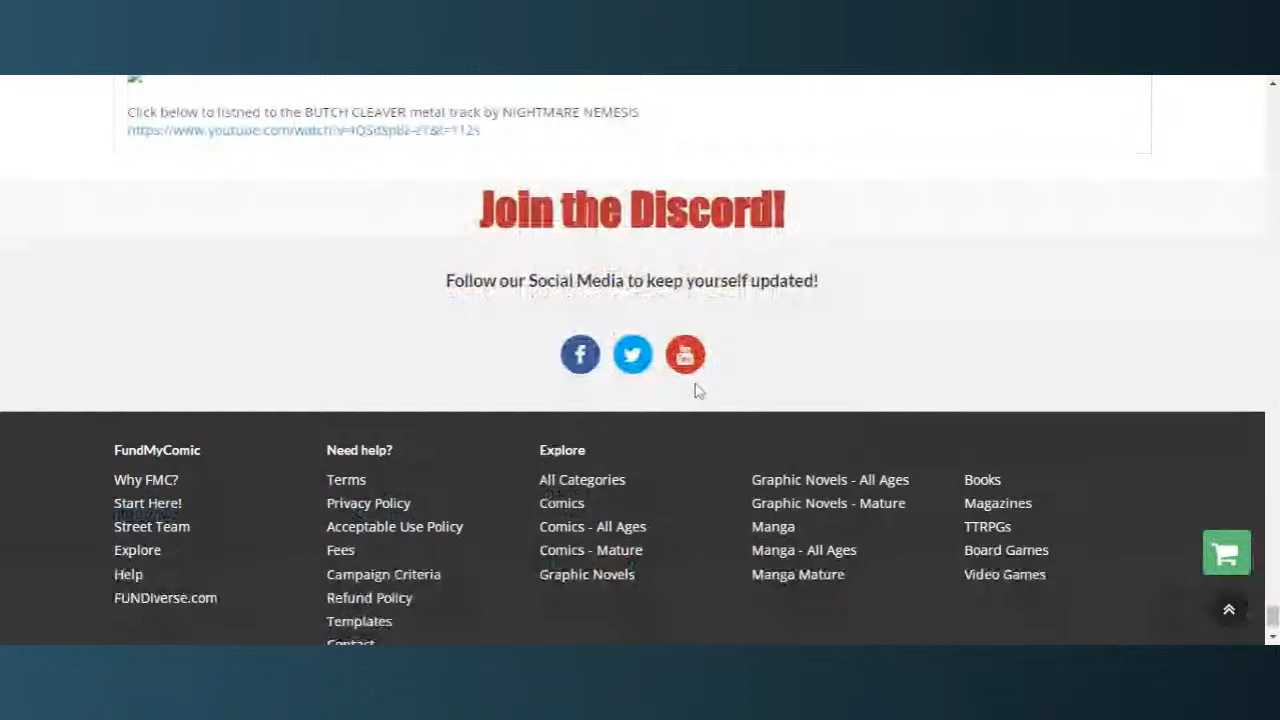 Click below to listned to the BUTCH CLEAVER metal track by NIGHTMARE NEMESIS
Join the Discord!
Follow our Social Media to keep yourself updated!
FundMyComic
Why FMC?
Start Here!
Street Team
Explore
Help
FUNDiverse.com
Need help?
Terms
Privacy Policy
Acceptable Use Policy
Fees
Campaign Criteria
Refund Policy
Templates
Contact
Explore
All Categories
Comics
Comics - All Ages
Comics - Mature
Graphic Novels
Graphic Novels - All Ages
Graphic Novels - Mature
Manga
Manga - All Ages
Manga Mature
Books
Magazines
TTRPGs
Board Games
Video Games